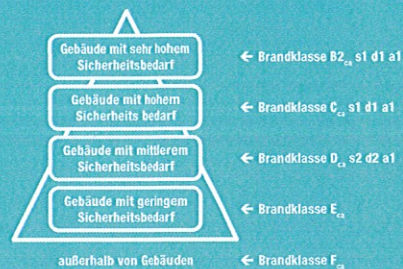 Gebäude mit sehr hohem
Sicherheitsbedarf
← Brandklasse B2ca s1 d1 a1
Gebäude mit hohem
Sicherheits bedarf
← Brandklasse Cca s1 d1 a1
Gebäude mit mittlerem
Sicherheitsbedarf
← Brandklasse Dca s2 d2 a1
Gebäude mit geringem
Sicherheitsbedarf
← Brandklasse Eca
außerhalb von Gebäuden
← Brandklasse Fca